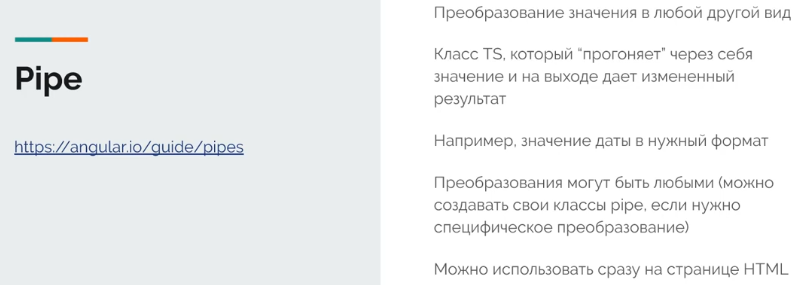 Pipe
https://angular.io/guide/pipes
Преобразование значения в любой другой вид
Класс TS, который “прогоняет” через себя
значение и на выходе дает измененный
результат
Например, значение даты в нужный формат
Преобразования могут быть любыми (можно
создавать свои классы pipe, если нужно
специфическое преобразование)
Можно использовать сразу на странице HTML